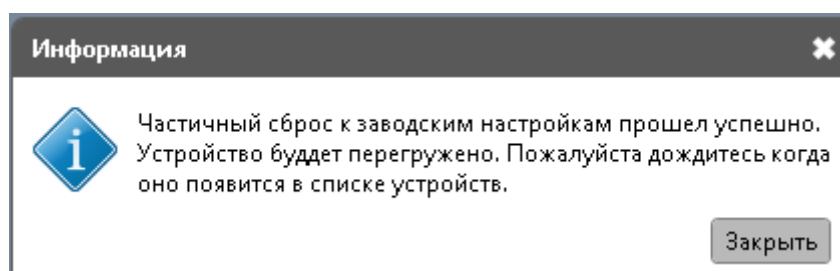 Информация
Частичный сброс к заводским настройкам прошел успешно.
Устройство буддет перегружено. Пожалуйста дождитесь когда
оно появится в списке устройств.
Закрыть